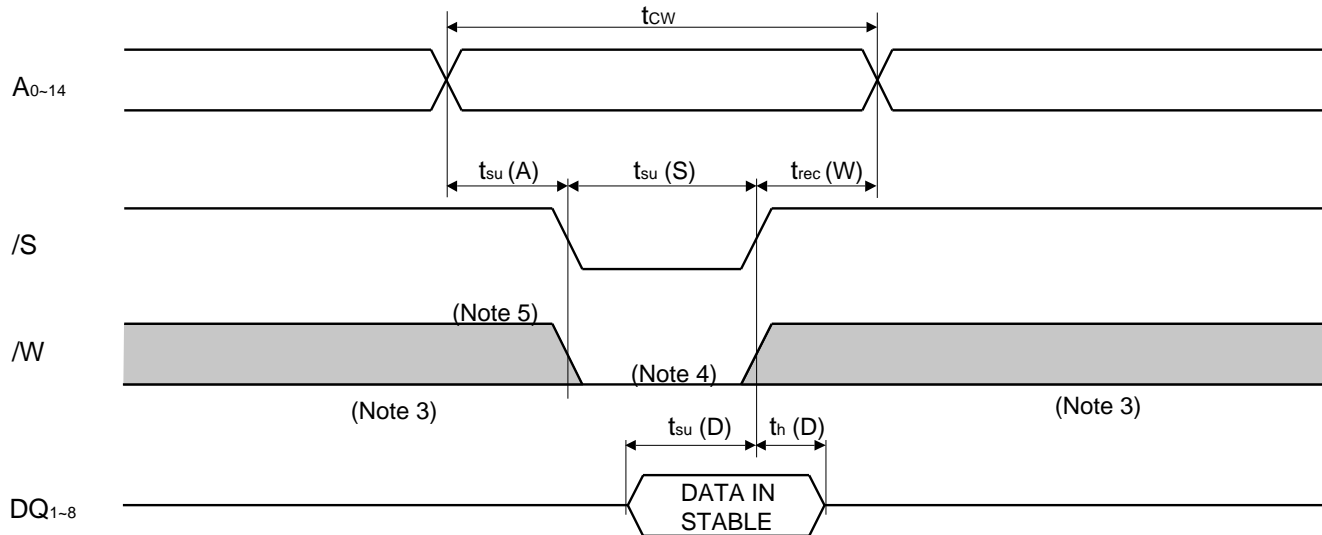 tCW
A0~14
tsu (A)
tsu (S)
trec (W)
/S
(Note 5)
/W
(Note 4)
(Note 3)
(Note 3)
tsu (D)
th (D)
DQ1~8
DATA IN
STABLE